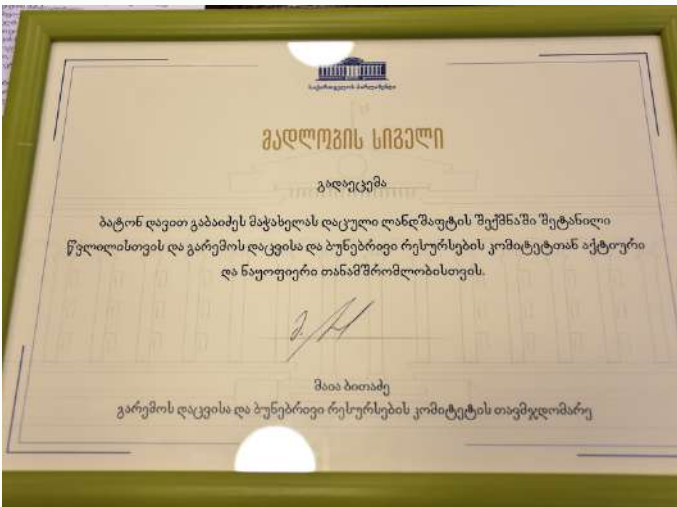 საქართველოს პარლამენტი
მადლობის სიგელი
გადაეცემა
ბატონ დავით გაბაიძეს მაჭახელას დაცული ლანდშაფტის შექმნაში შეტანილი
წვლილისთვის და გარემოს დაცვისა და ბუნებრივი რესურსების კომიტეტთან აქტიური
და ნაყოფიერი თანამშრომლობისთვის.
მაია ბითაძე
გარემოს დაცვისა და ბუნებრივი რესურსების კომიტეტის თავმჯდომარე